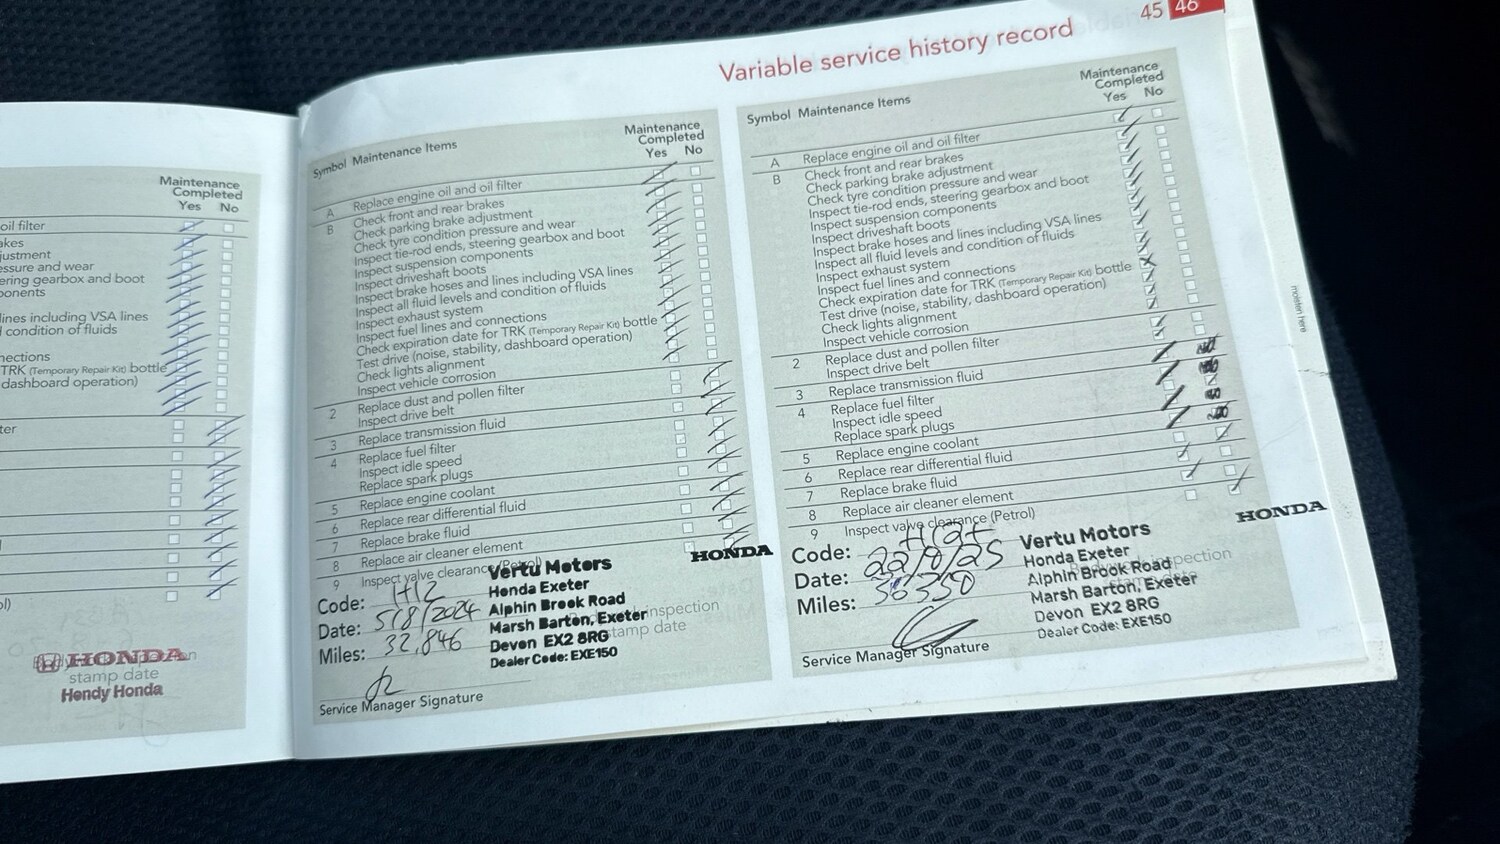 45 46
Variable service history record
Maintenance
Completed
Yes No
oil filter
akes
justment
essure and wear
ering gearbox and boot
ponents
lines including VSA lines
condition of fluids
nections
TRK (Temporary Repair Kit) bottle
dashboard operation)
ter
HONDA
stamp date
Hendy Honda
Symbol Maintenance Items
Maintenance
Completed
Yes No
A Replace engine oil and oil filter
B Check front and rear brakes
Check parking brake adjustment
Check tyre condition pressure and wear
Inspect tie-rod ends, steering gearbox and boot
Inspect suspension components
Inspect driveshaft boots
Inspect brake hoses and lines including VSA lines
Inspect all fluid levels and condition of fluids
Inspect exhaust system
Inspect fuel lines and connections
Check expiration date for TRK (Temporary Repair Kit) bottle
Test drive (noise, stability, dashboard operation)
Check lights alignment
Inspect vehicle corrosion
2 Replace dust and pollen filter
Inspect drive belt
3 Replace transmission fluid
4 Replace fuel filter
Inspect idle speed
Replace spark plugs
5 Replace engine coolant
6 Replace rear differential fluid
7 Replace brake fluid
8 Replace air cleaner element
9 Inspect valve clearance (Petrol)
HONDA
Code: H12
Date: 5/8/2024
Miles: 32,846
Vertu Motors
Honda Exeter
Alphin Brook Road
Marsh Barton, Exeter
Devon EX2 8RG
Dealer Code: EXE150
inspection
stamp date
Service Manager Signature
Symbol Maintenance Items
Maintenance
Completed
Yes No
A Replace engine oil and oil filter
B Check front and rear brakes
Check parking brake adjustment
Check tyre condition pressure and wear
Inspect tie-rod ends, steering gearbox and boot
Inspect suspension components
Inspect driveshaft boots
Inspect brake hoses and lines including VSA lines
Inspect all fluid levels and condition of fluids
Inspect exhaust system
Inspect fuel lines and connections
Check expiration date for TRK (Temporary Repair Kit) bottle
Test drive (noise, stability, dashboard operation)
Check lights alignment
Inspect vehicle corrosion
2 Replace dust and pollen filter
Inspect drive belt
3 Replace transmission fluid
4 Replace fuel filter
Inspect idle speed
Replace spark plugs
5 Replace engine coolant
6 Replace rear differential fluid
7 Replace brake fluid
8 Replace air cleaner element
9 Inspect valve clearance (Petrol)
HONDA
Code:
Date:
Miles: 36350
Vertu Motors
Honda Exeter
Alphin Brook Road
Marsh Barton, Exeter
Devon EX2 8RG
Dealer Code: EXE150
inspection
Service Manager Signature
moisten here